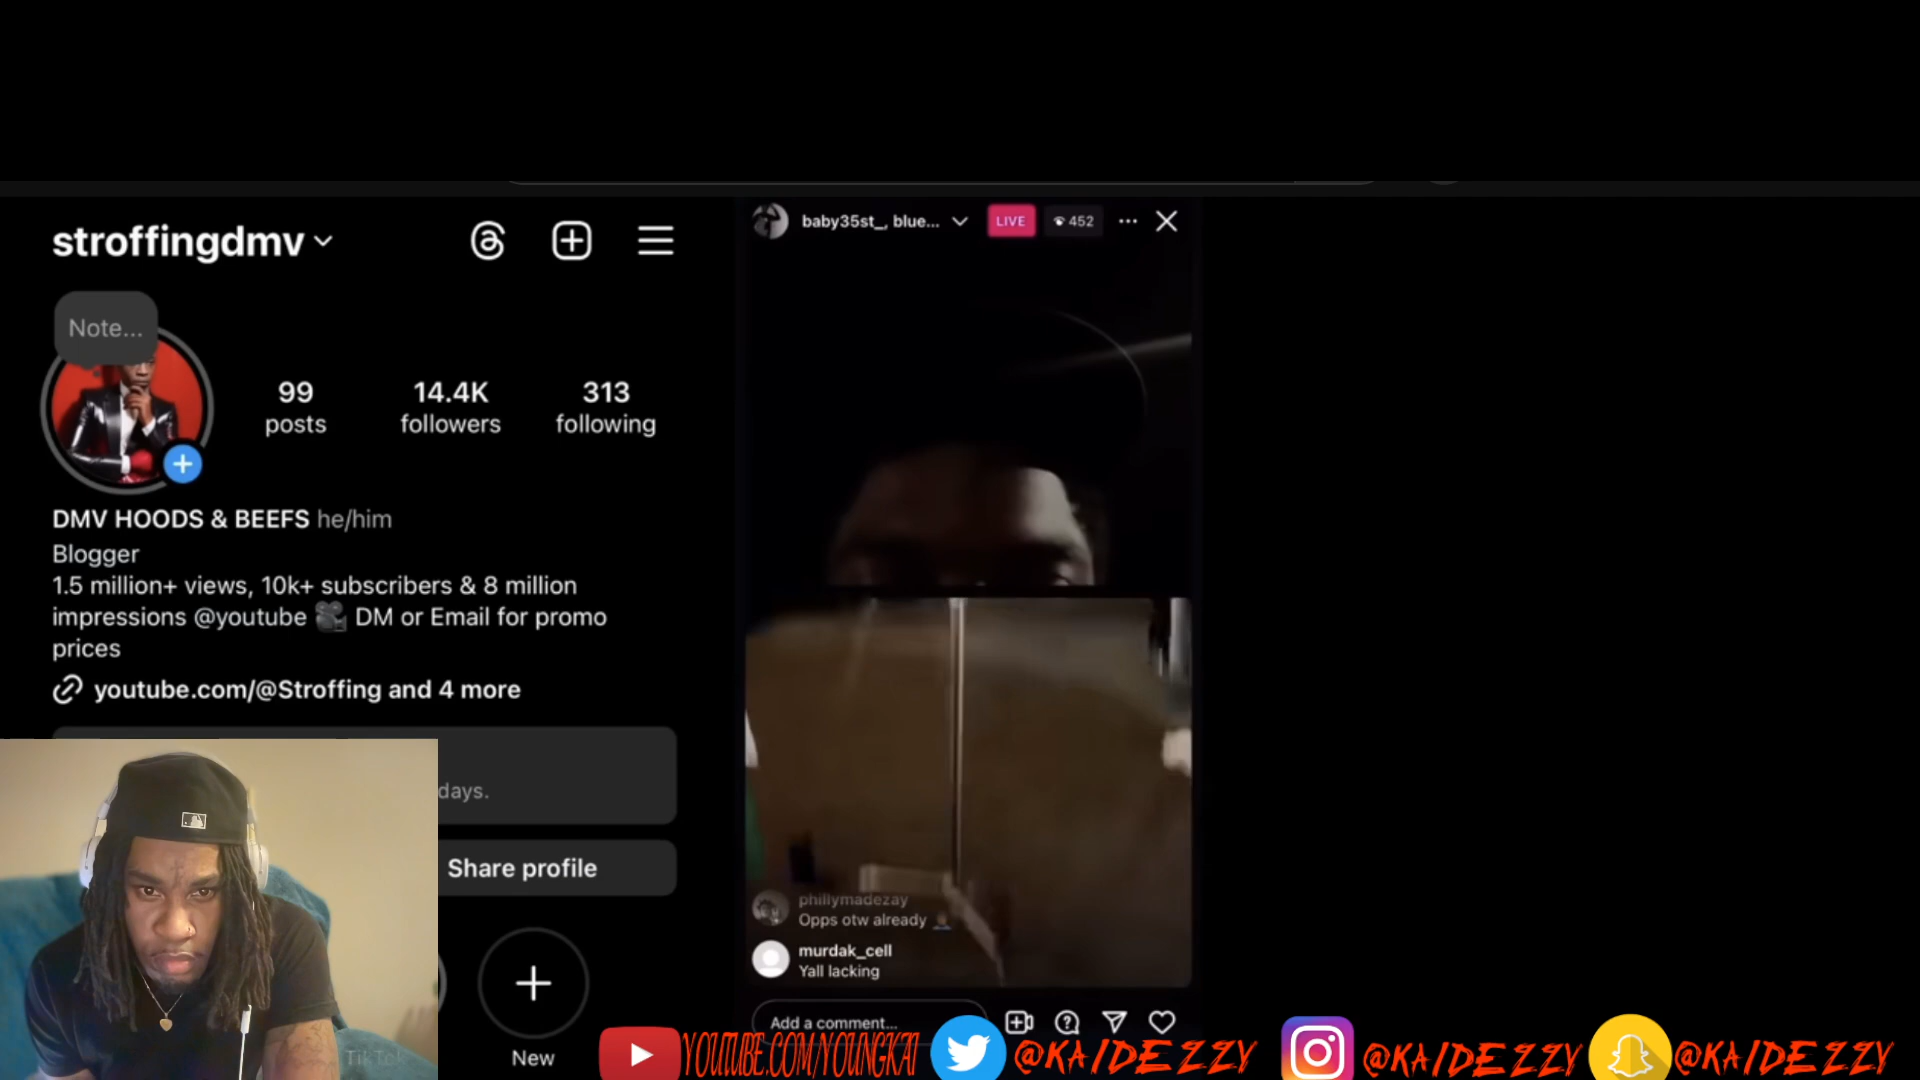 stroffingdmv
Note...
99
posts
14.4K
followers
313
following
DMV HOODS & BEEFS he/him
Blogger
1.5 million+ views, 10k+ subscribers & 8 million
impressions @youtube 🎥 DM or Email for promo
prices
youtube.com/@Stroffing and 4 more
days.
Share profile
New
TikTok
baby35st_, blue...
LIVE
452
phillymadezay
Opps otw already
murdak_cell
Yall lacking
Add a comment...
YOUTUBE.COM/YOUNGKAI
@KAIDEZZY
@KAIDEZZY
@KAIDEZZY